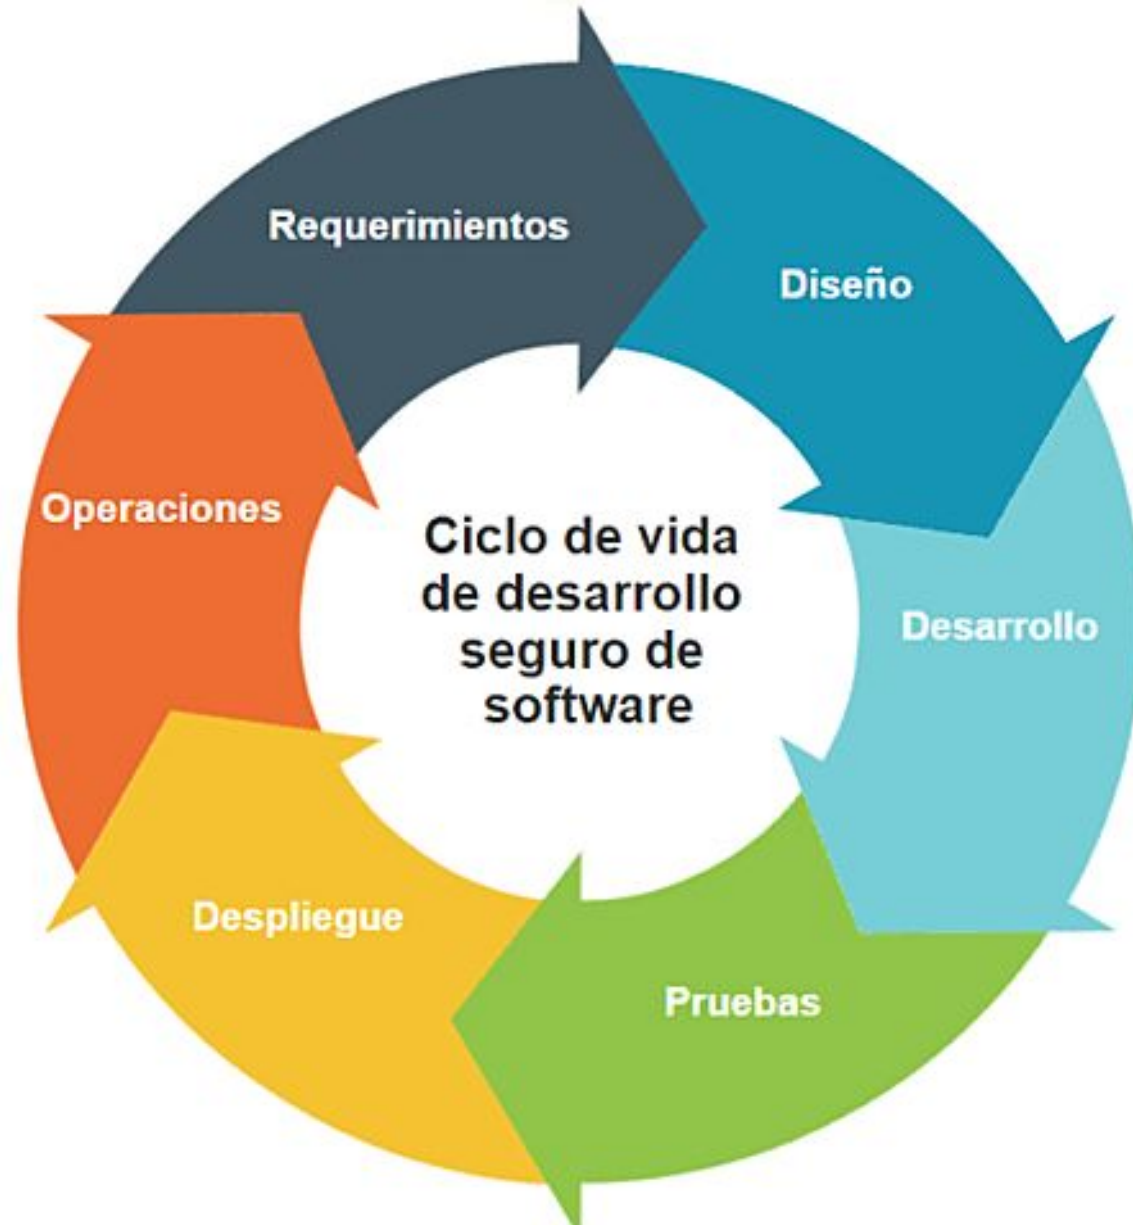 Requerimientos
Diseño
Desarrollo
Pruebas
Despliegue
Operaciones
Ciclo de vida
de desarrollo
seguro de
software